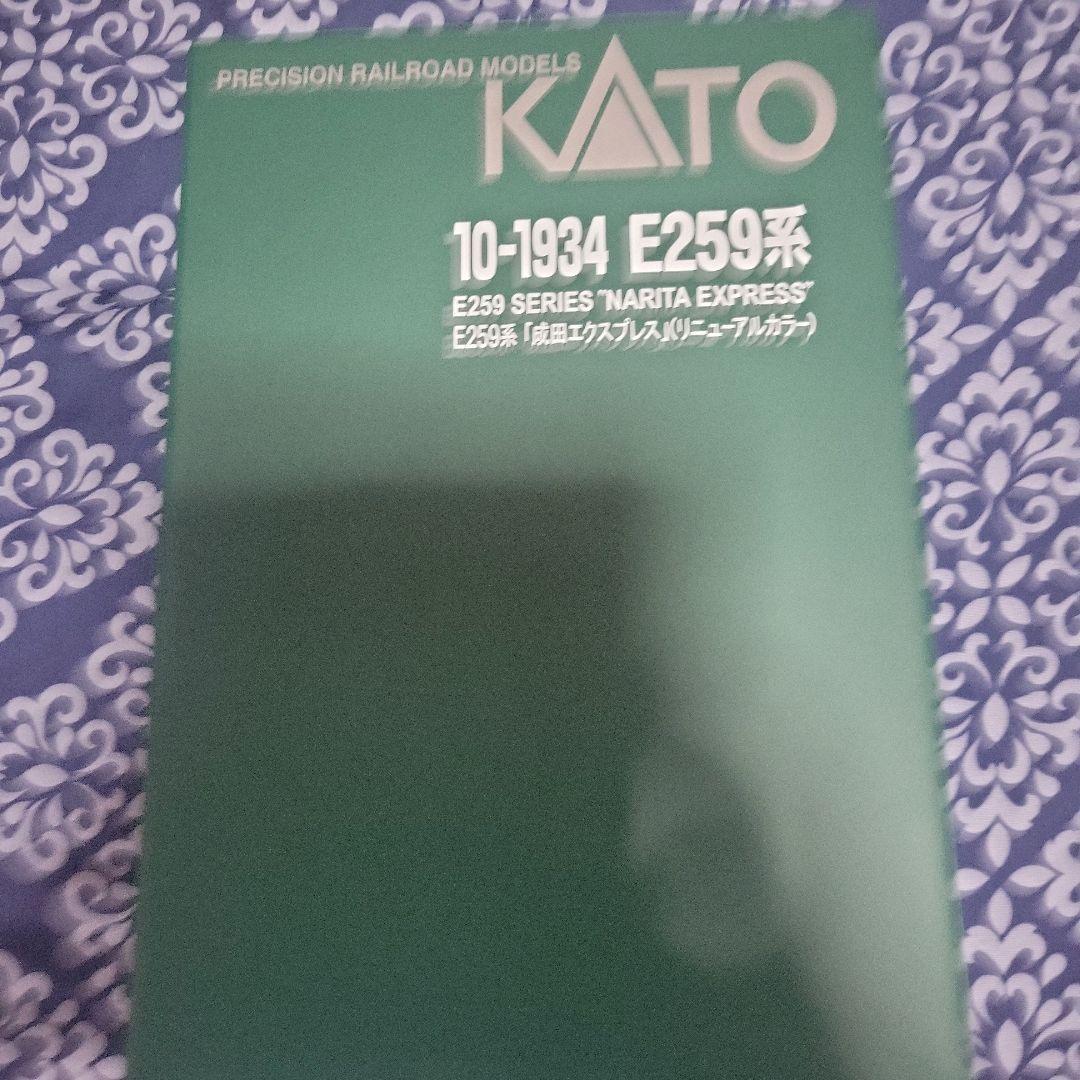 PRECISION RAILROAD MODELS
KATO
10-1934 E259系
E259 SERIES "NARITA EXPRESS"
E259系「成田エクスプレス」(リニューアルカラー)